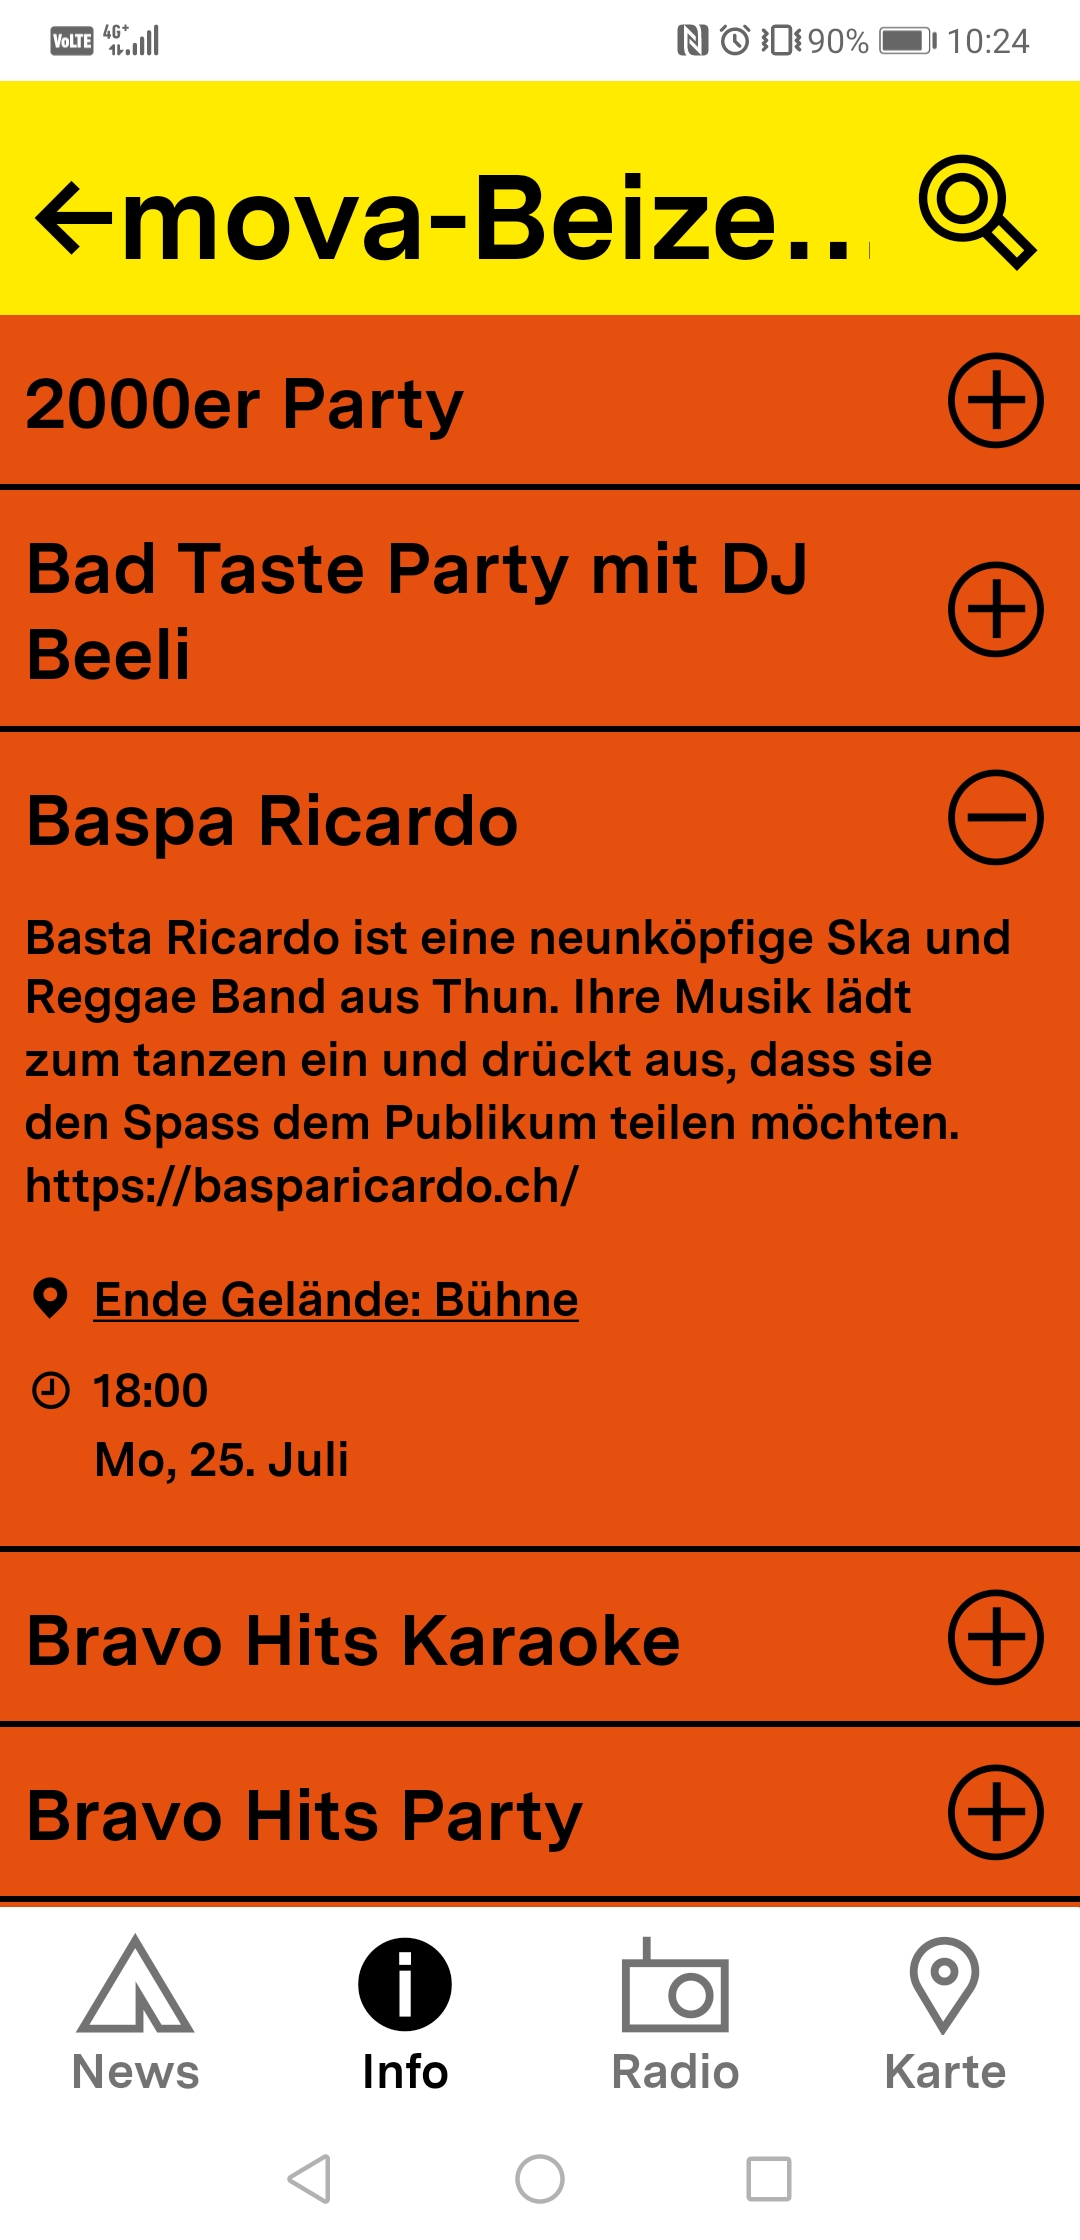 VoLTE 4G+ 90% 10:24
mova-Beize...
2000er Party
Bad Taste Party mit DJ
Beeli
Baspa Ricardo
Basta Ricardo ist eine neunköpfige Ska und
Reggae Band aus Thun. Ihre Musik lädt
zum tanzen ein und drückt aus, dass sie
den Spass dem Publikum teilen möchten.
https://basparicardo.ch/
Ende Gelände: Bühne
18:00
Mo, 25. Juli
Bravo Hits Karaoke
Bravo Hits Party
News Info Radio Karte